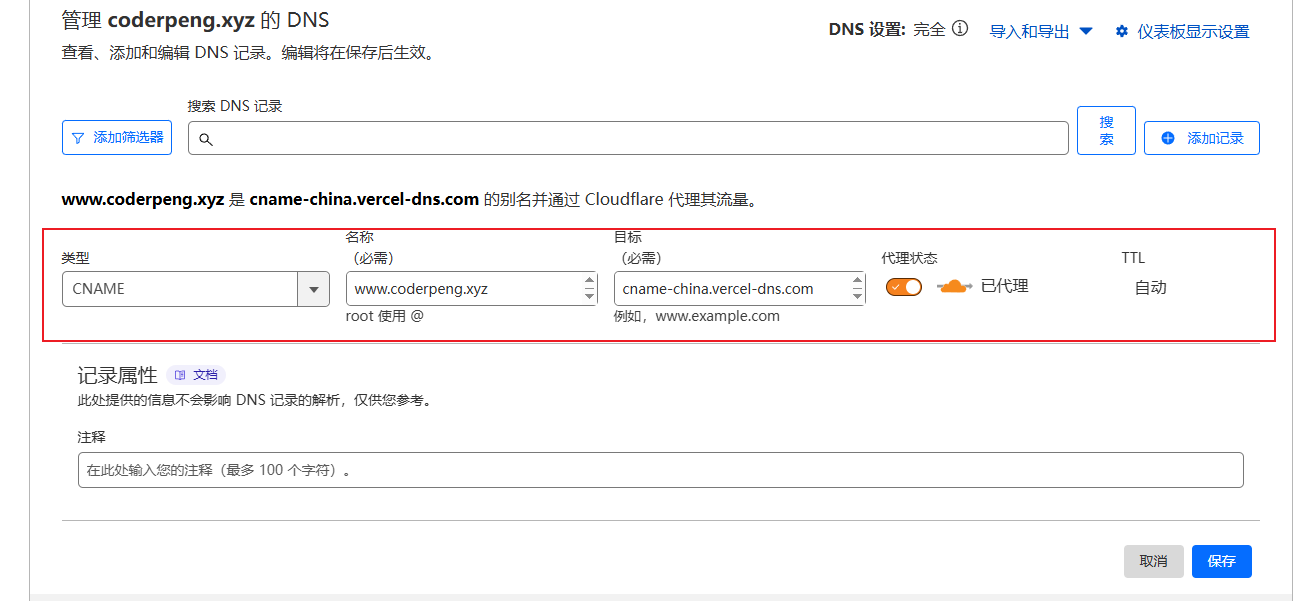 管理 coderpeng.xyz 的 DNS
DNS 设置: 完全
导入和导出
仪表板显示设置
查看、添加和编辑 DNS 记录。编辑将在保存后生效。
搜索 DNS 记录
添加筛选器
搜
索
添加记录
www.coderpeng.xyz 是 cname-china.vercel-dns.com 的别名并通过 Cloudflare 代理其流量。
类型
CNAME
名称
（必需）
www.coderpeng.xyz
root 使用 @
目标
（必需）
cname-china.vercel-dns.com
例如，www.example.com
代理状态
已代理
TTL
自动
记录属性
文档
此处提供的信息不会影响 DNS 记录的解析，仅供您参考。
注释
在此处输入您的注释（最多 100 个字符）。
取消
保存